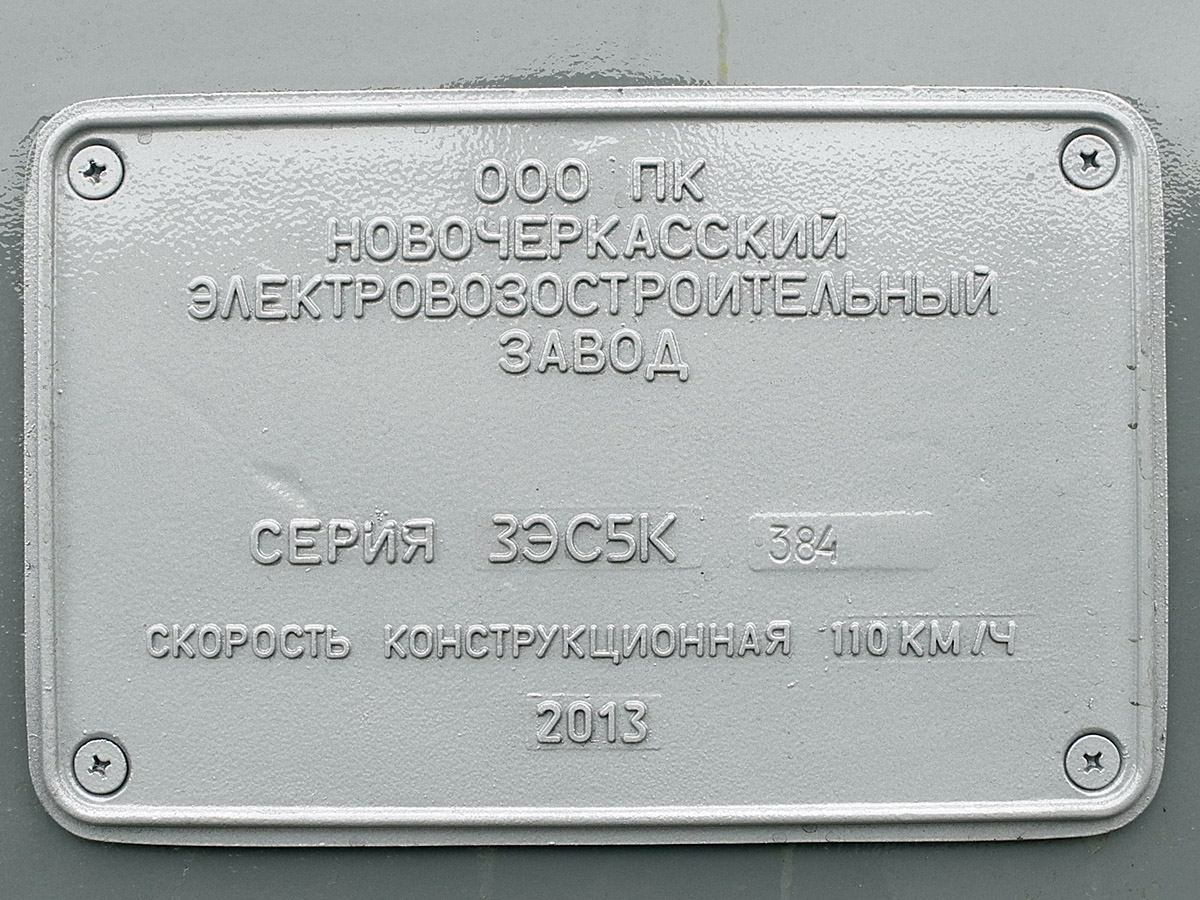 ООО ПК
НОВОЧЕРКАССКИЙ
ЭЛЕКТРОВОЗОСТРОИТЕЛЬНЫЙ
ЗАВОД
СЕРИЯ 3ЭС5К 384
СКОРОСТЬ КОНСТРУКЦИОННАЯ 110 КМ/Ч
2013